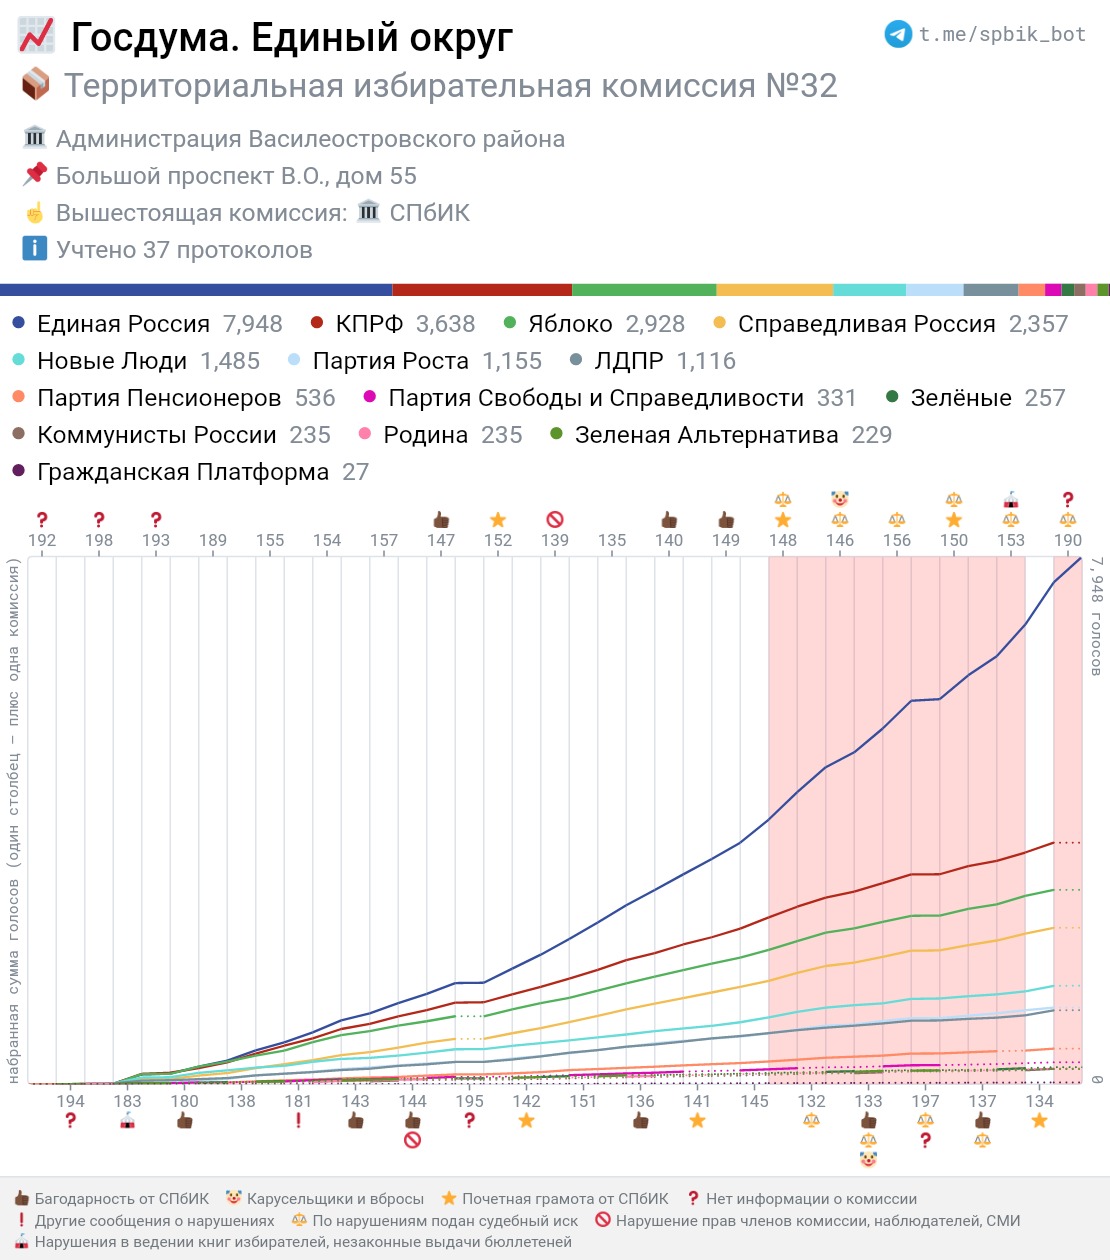 Госдума. Единый округ
t.me/spbik_bot
Территориальная избирательная комиссия №32
Администрация Василеостровского района
Большой проспект В.О., дом 55
Вышестоящая комиссия: СПбИК
Учтено 37 протоколов
Единая Россия 7,948 КПРФ 3,638 Яблоко 2,928 Справедливая Россия 2,357
Новые Люди 1,485 Партия Роста 1,155 ЛДПР 1,116
Партия Пенсионеров 536 Партия Свободы и Справедливости 331 Зелёные 257
Коммунисты России 235 Родина 235 Зеленая Альтернатива 229
Гражданская Платформа 27
192 198 193 189 155 154 157 147 152 139 135 140 149 148 146 156 150 153 190
набранная сумма голосов (один столбец — плюс одна комиссия)
7,948 голосов
0
194 183 180 138 181 143 144 195 142 151 136 141 145 132 133 197 137 134
Багодарность от СПбИК Карусельщики и вбросы Почетная грамота от СПбИК Нет информации о комиссии
Другие сообщения о нарушениях По нарушениям подан судебный иск Нарушение прав членов комиссии, наблюдателей, СМИ
Нарушения в ведении книг избирателей, незаконные выдачи бюллетеней